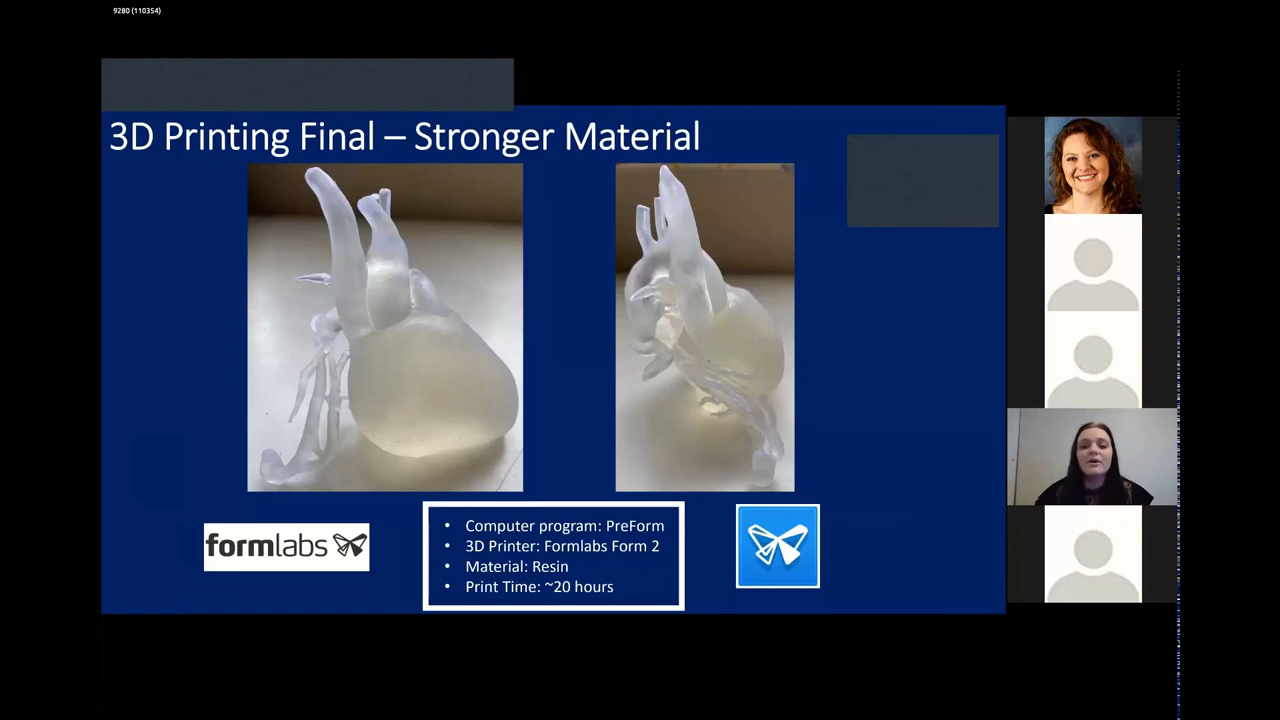 9280 (110354)
3D Printing Final – Stronger Material
formlabs
• Computer program: PreForm
• 3D Printer: Formlabs Form 2
• Material: Resin
• Print Time: ~20 hours